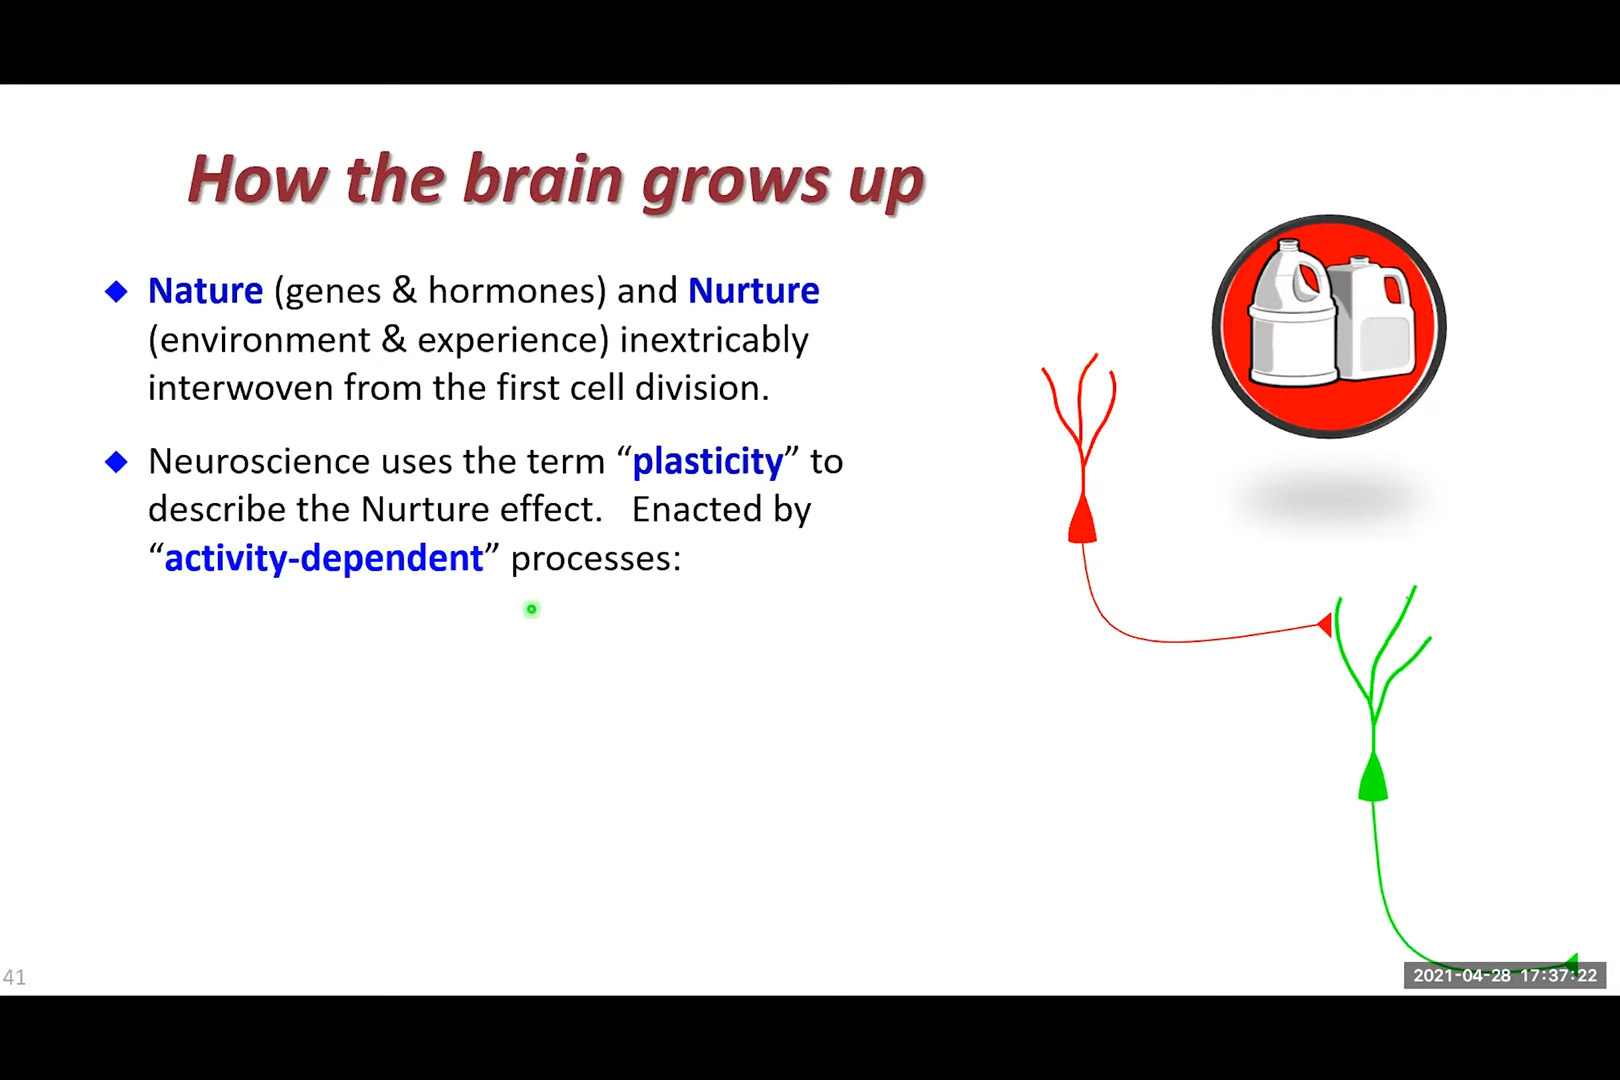 How the brain grows up
Nature (genes & hormones) and Nurture
(environment & experience) inextricably
interwoven from the first cell division.
Neuroscience uses the term “plasticity” to
describe the Nurture effect.   Enacted by
“activity-dependent” processes:
41
2021-04-28 17:37:22